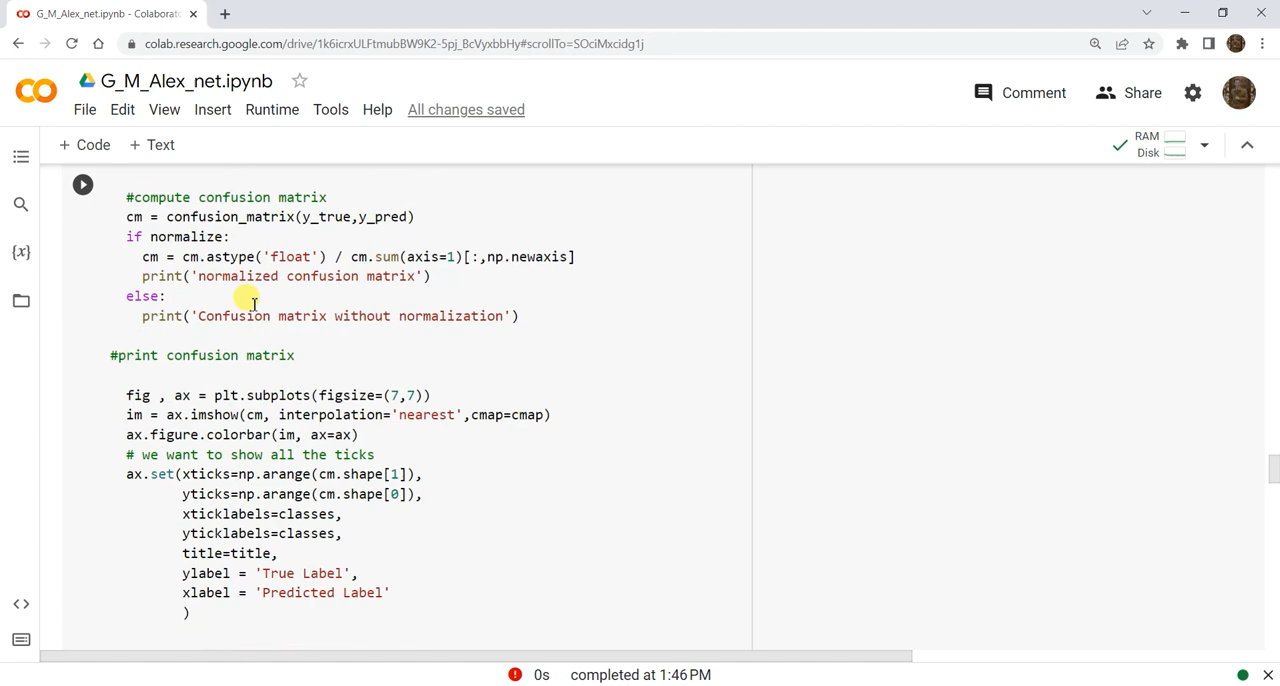 G_M_Alex_net.ipynb - Colaborato
colab.research.google.com/drive/1k6icrxULFtmubBW9K2-5pj_BcVyxbbHy#scrollTo=SOciMxcidg1j
CO G_M_Alex_net.ipynb
File Edit View Insert Runtime Tools Help All changes saved
Comment Share
+ Code + Text
RAM
Disk
{x}
#compute confusion matrix
cm = confusion_matrix(y_true,y_pred)
if normalize:
cm = cm.astype('float') / cm.sum(axis=1)[:,np.newaxis]
print('normalized confusion matrix')
else:
print('Confusion matrix without normalization')
#print confusion matrix
fig , ax = plt.subplots(figsize=(7,7))
im = ax.imshow(cm, interpolation='nearest',cmap=cmap)
ax.figure.colorbar(im, ax=ax)
# we want to show all the ticks
ax.set(xticks=np.arange(cm.shape[1]),
yticks=np.arange(cm.shape[0]),
xticklabels=classes,
yticklabels=classes,
title=title,
ylabel = 'True Label',
xlabel = 'Predicted Label'
)
0s completed at 1:46 PM